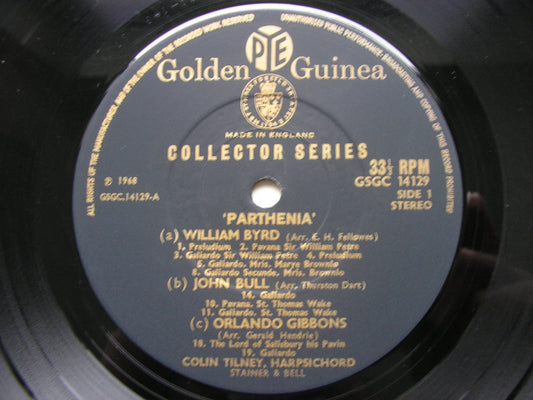 ALL RIGHTS OF THE MANUFACTURER AND OF THE OWNER OF THE RECORDED WORK RESERVED
UNAUTHORISED PUBLIC PERFORMANCE, BROADCASTING AND COPYING OF THIS RECORD PROHIBITED
PYE
Golden Guinea
MADE IN ENGLAND
COLLECTOR SERIES
33⅓ RPM
℗ 1968
GSGC 14129
GSGC.14129-A
SIDE 1
STEREO
'PARTHENIA'
(a) WILLIAM BYRD (Arr. E. H. Fellowes)
1. Preludium 2. Pavana Sir William Petre
3. Galiardo Sir William Petre 4. Preludium
5. Galiardo. Mris. Marye Brownlo
8. Galiardo Secunda. Mris. Brownlo
(b) JOHN BULL (Arr. Thurston Dart)
14. Galiardo
10. Pavana. St. Thomas Wake
11. Galiardo. St. Thomas Wake
(c) ORLANDO GIBBONS
(Arr. Gerald Hendrie)
18. The Lord of Salisbury his Pavin
19. Galiardo
COLIN TILNEY, HARPSICHORD
STAINER & BELL